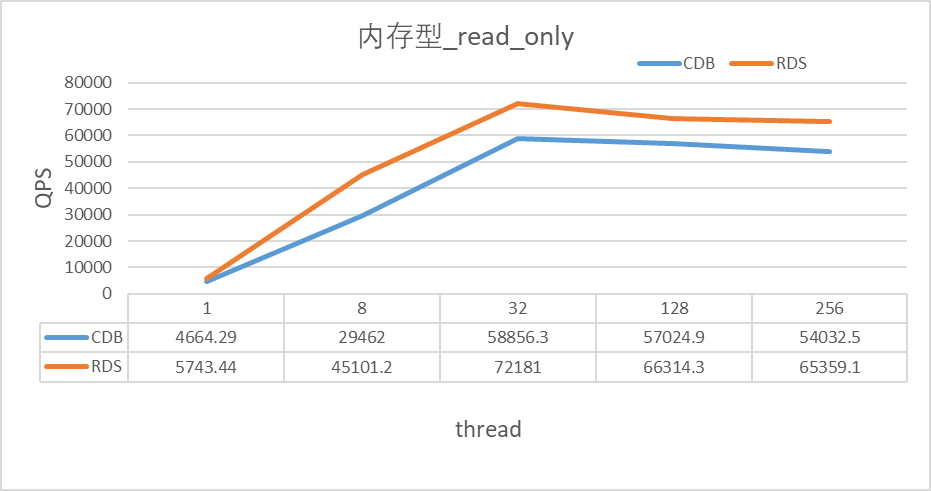 内存型_read_only
CDB RDS
80000
70000
60000
50000
40000
30000
20000
10000
0
QPS
1 8 32 128 256
CDB 4664.29 29462 58856.3 57024.9 54032.5
RDS 5743.44 45101.2 72181 66314.3 65359.1
thread